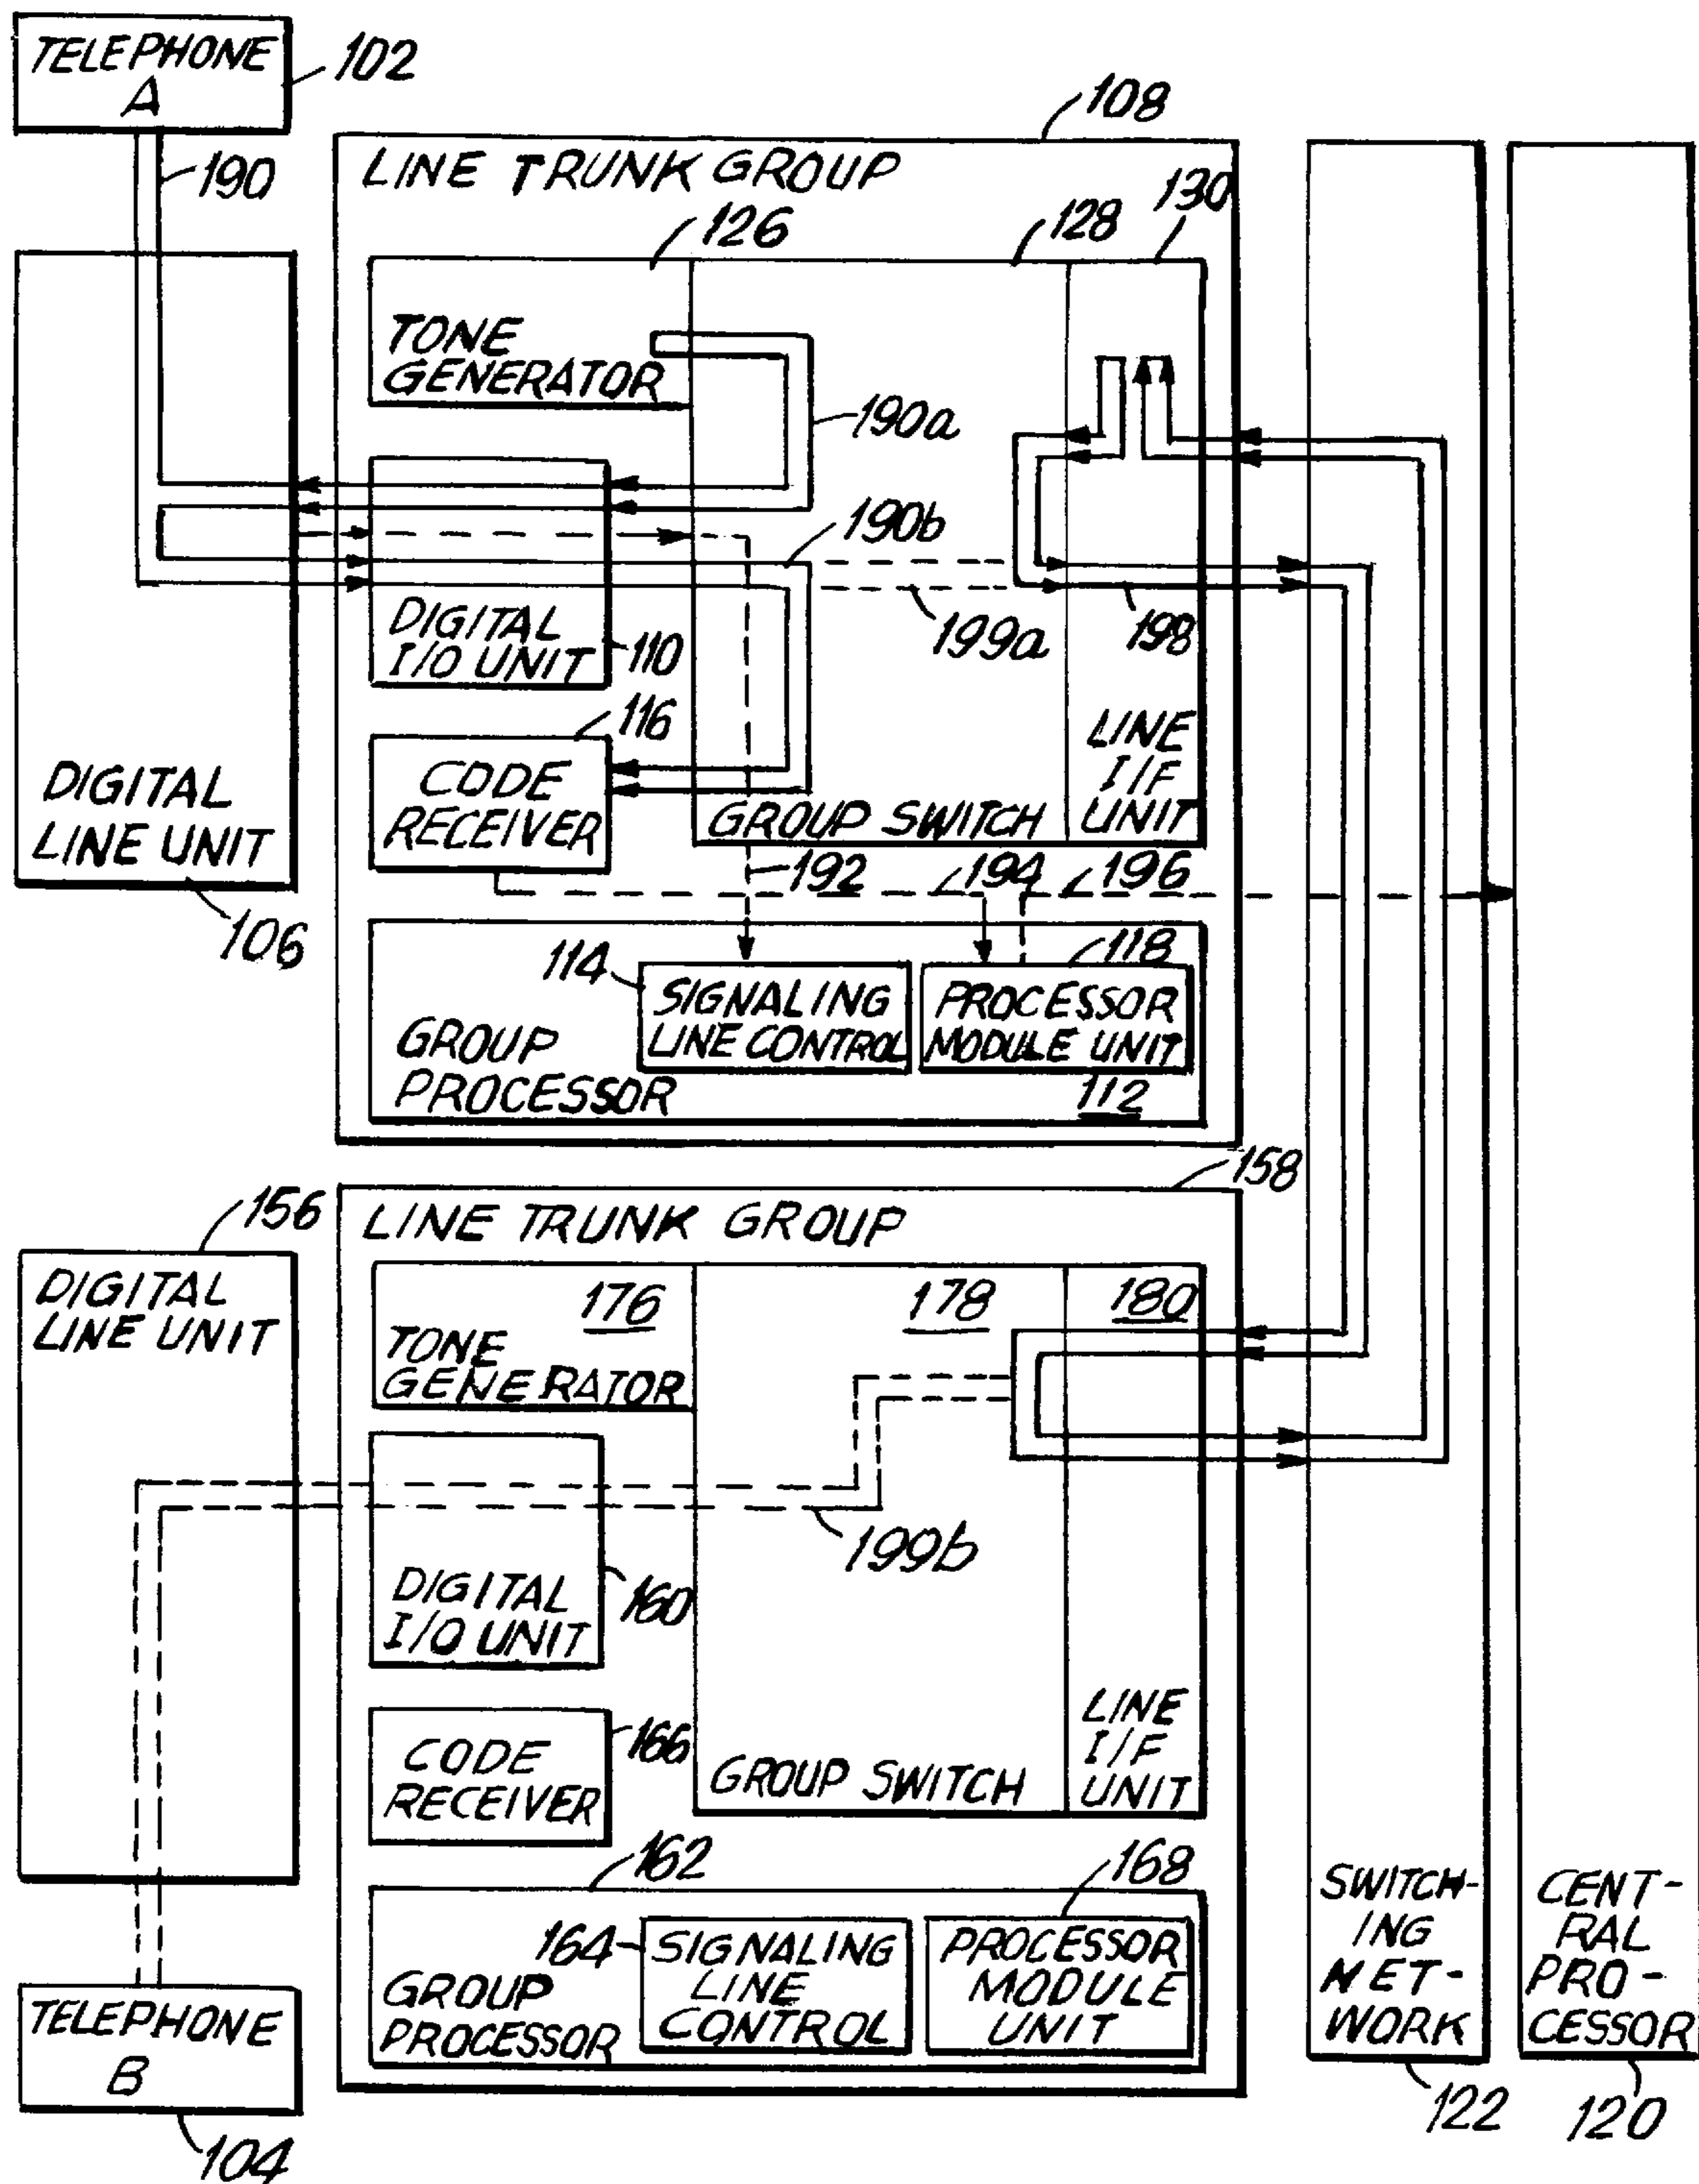 TELEPHONE
A
102
190
108
LINE TRUNK GROUP
126
128
130
TONE
GENERATOR
190a
190b
199a
198
DIGITAL
I/O UNIT
110
116
CODE
RECEIVER
GROUP SWITCH
LINE
I/F
UNIT
DIGITAL
LINE UNIT
106
192
194
196
114
118
SIGNALING
LINE CONTROL
PROCESSOR
MODULE UNIT
GROUP
PROCESSOR
112
158
156
LINE TRUNK GROUP
DIGITAL
LINE UNIT
176
178
180
TONE
GENERATOR
199b
DIGITAL
I/O UNIT
160
CODE
RECEIVER
166
GROUP SWITCH
LINE
I/F
UNIT
162
168
164
SIGNALING
LINE
CONTROL
PROCESSOR
MODULE
UNIT
GROUP
PROCESSOR
TELEPHONE
B
104
SWITCH-
ING
NET-
WORK
122
CENT-
RAL
PRO-
CESSOR
120